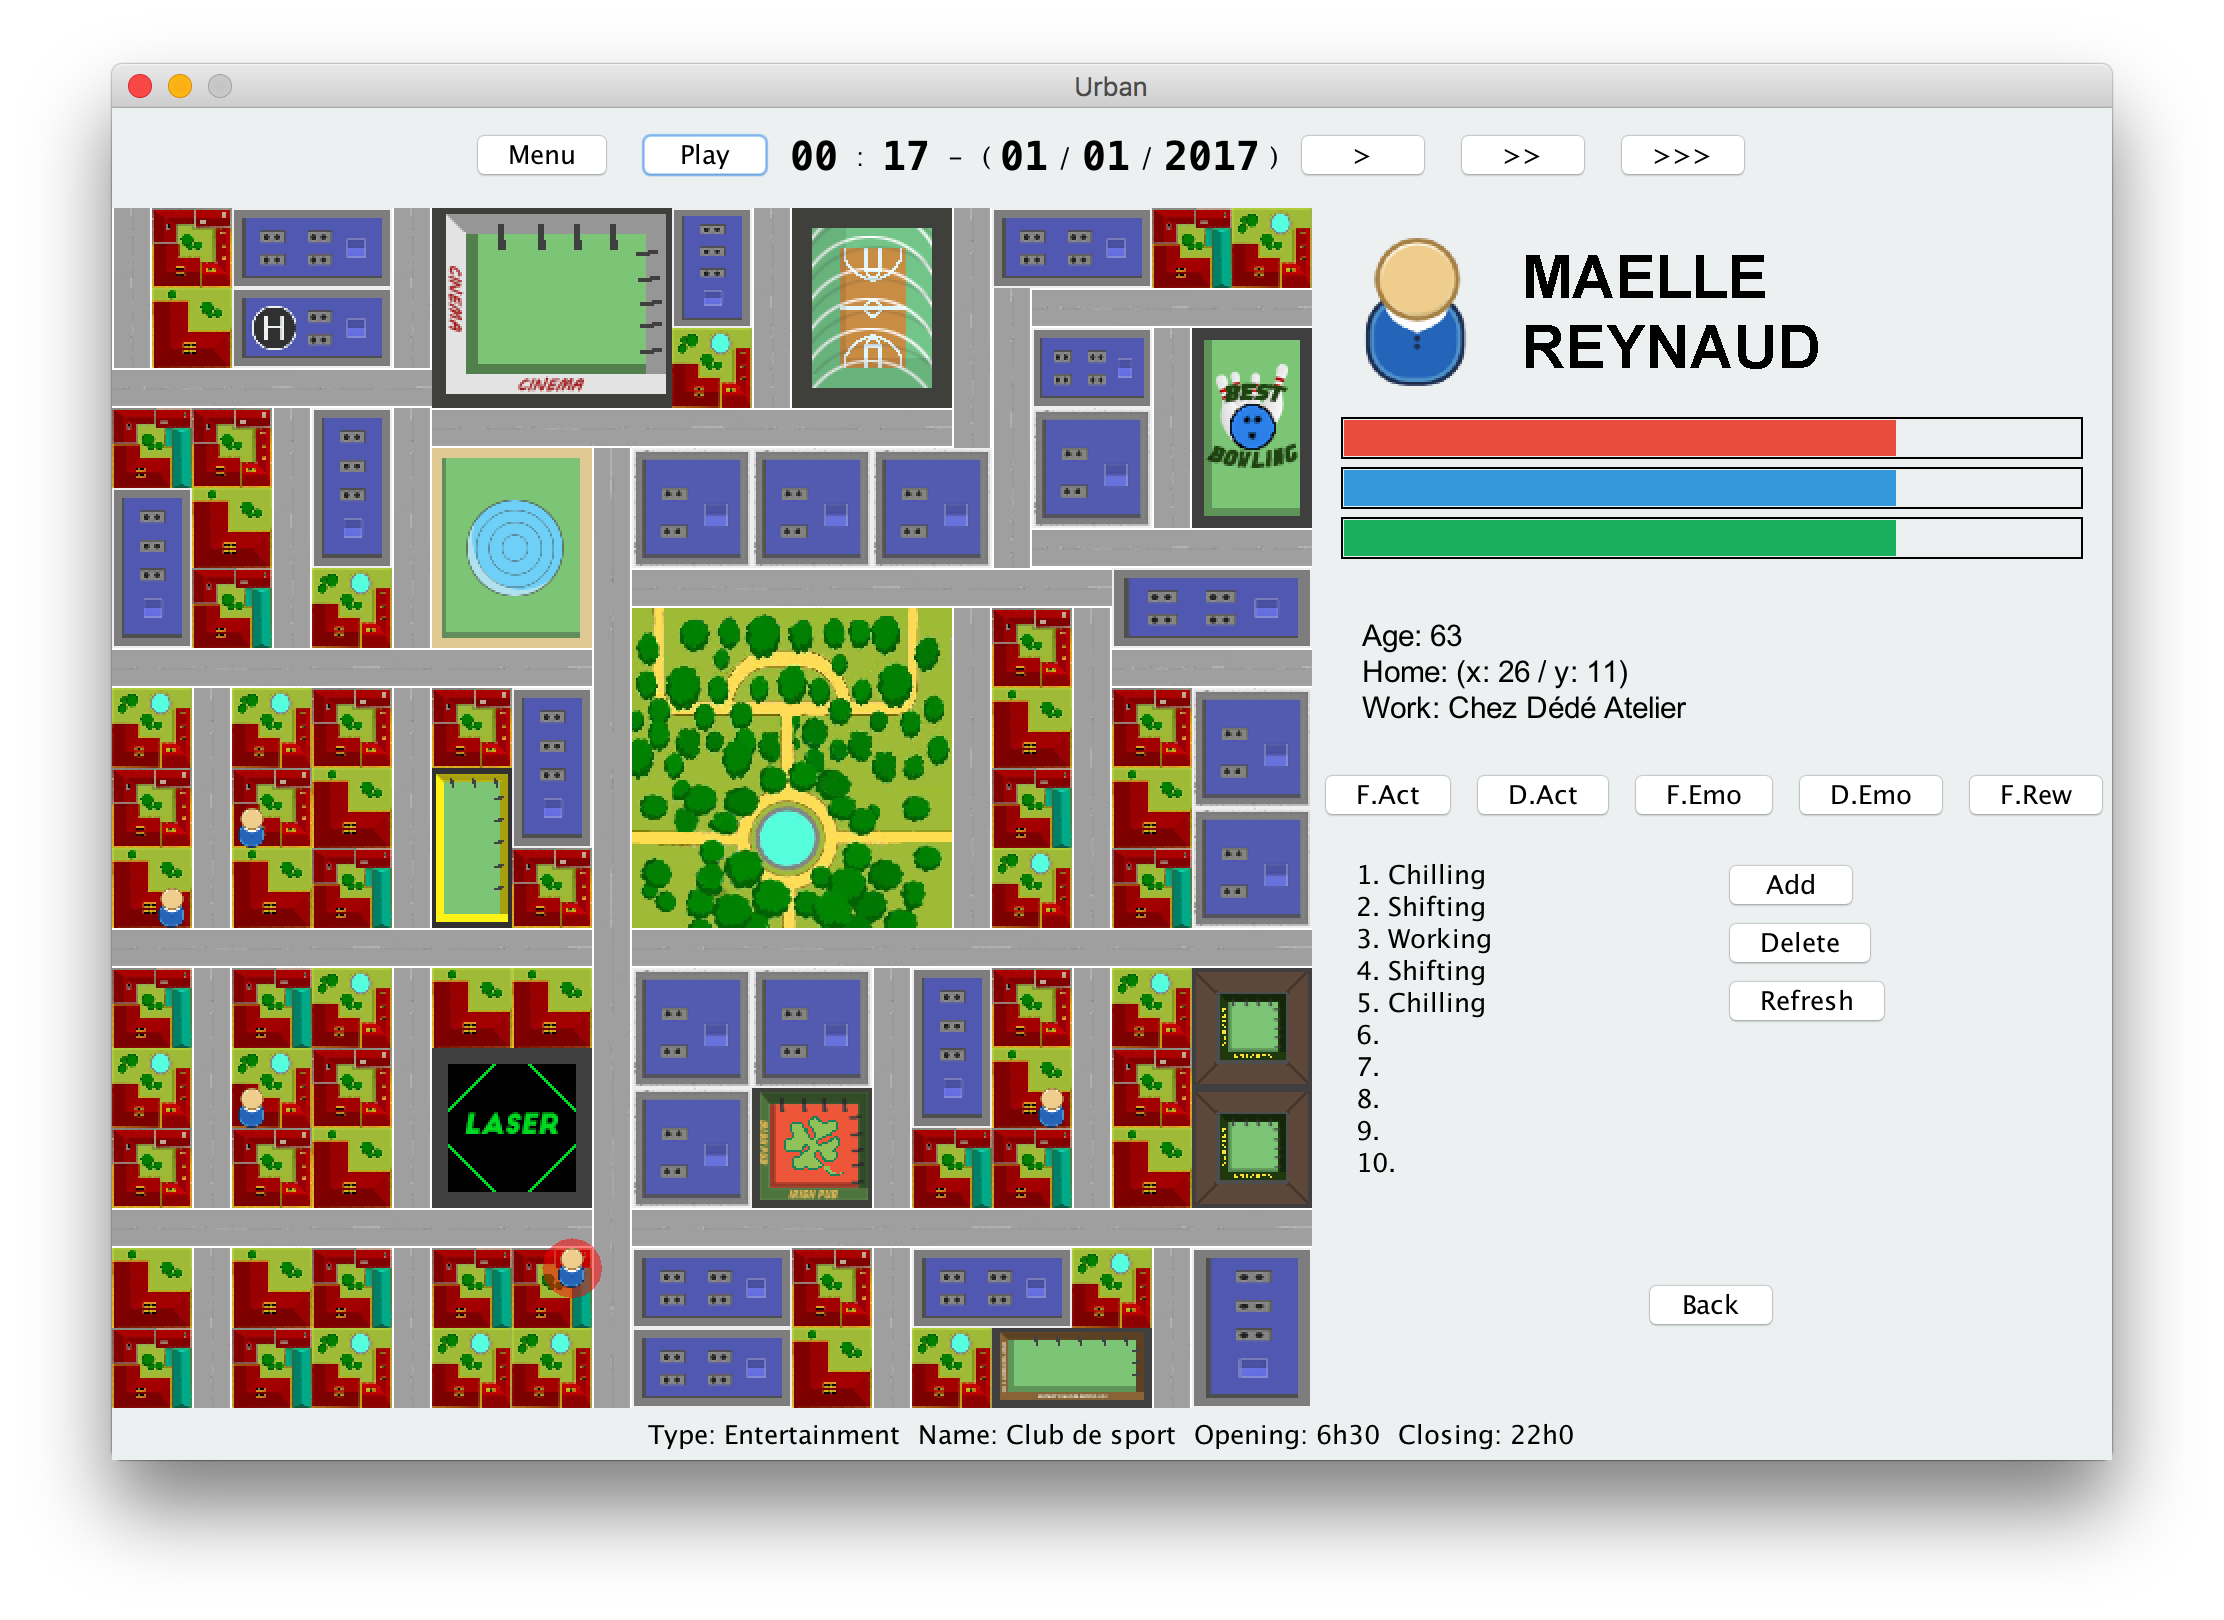 Urban
Menu Play 00 : 17 - ( 01 / 01 / 2017 ) > >> >>>
CINEMA
CINEMA
H
BEST
BOWLING
LASER
IRISH PUB
MAELLE
REYNAUD
Age: 63
Home: (x: 26 / y: 11)
Work: Chez Dédé Atelier
F.Act D.Act F.Emo D.Emo F.Rew
1. Chilling
2. Shifting
3. Working
4. Shifting
5. Chilling
6.
7.
8.
9.
10.
Add
Delete
Refresh
Back
Type: Entertainment Name: Club de sport Opening: 6h30 Closing: 22h0